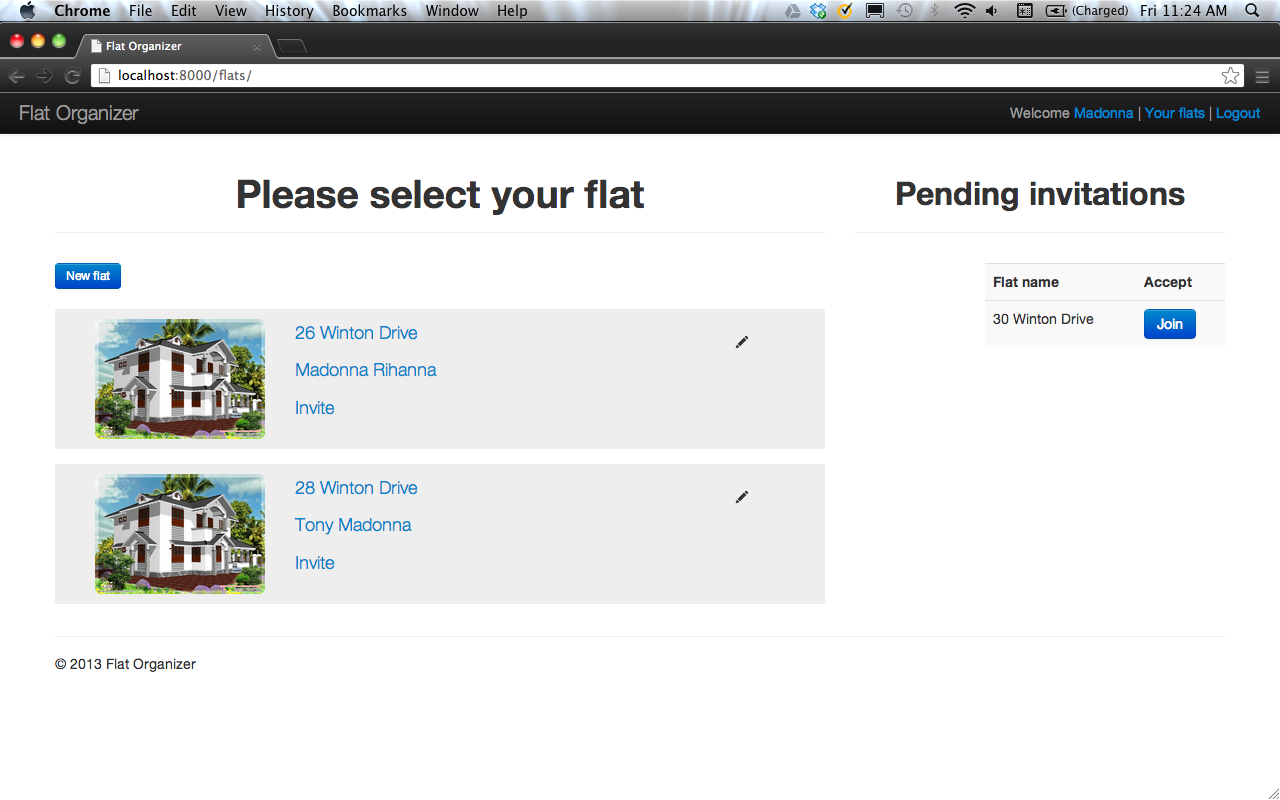 Chrome File Edit View History Bookmarks Window Help (Charged) Fri 11:24 AM
Flat Organizer
localhost:8000/flats/
Flat Organizer Welcome Madonna | Your flats | Logout
Please select your flat
New flat
26 Winton Drive
Madonna Rihanna
Invite
28 Winton Drive
Tony Madonna
Invite
Pending invitations
Flat name Accept
30 Winton Drive Join
© 2013 Flat Organizer